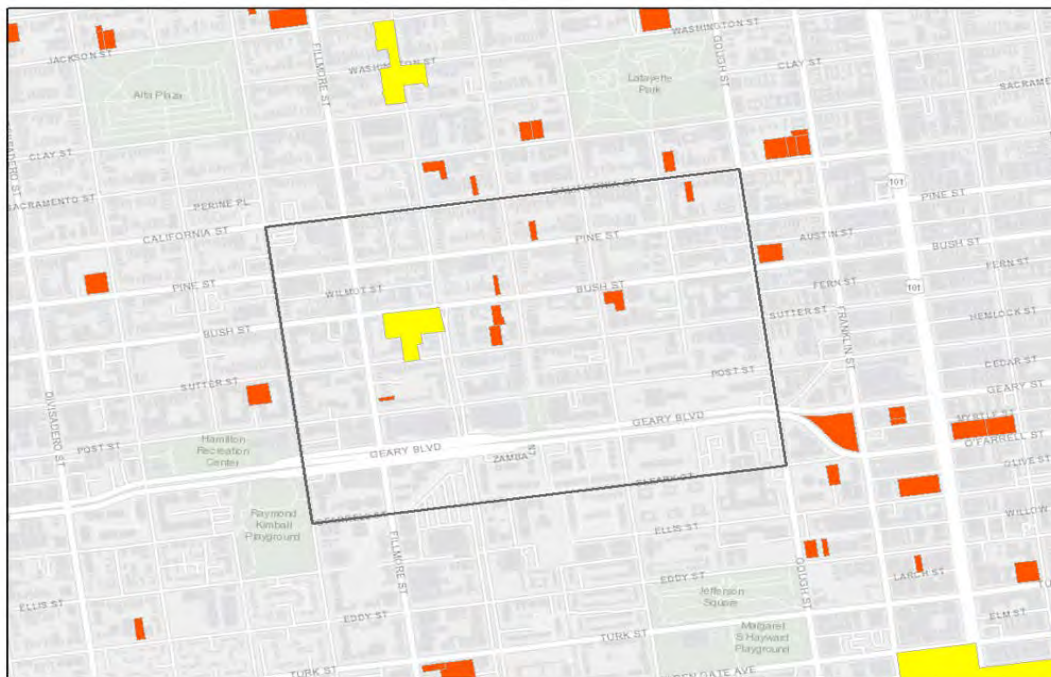 WASHINGTON ST
JACKSON ST
FILLMORE ST
GOUGH ST
CLAY ST
Alta Plaza
Lafayette
Park
CLAY ST
SACRAMENTO ST
PERINE PL
PINE ST
101
CALIFORNIA ST
PINE ST
AUSTIN ST
BUSH ST
PINE ST
WILMOT ST
BUSH ST
FERN ST
FERN ST
101
BUSH ST
SUTTER ST
FRANKLIN ST
HEMLOCK ST
SUTTER ST
POST ST
CEDAR ST
DIVISADERO ST
GEARY ST
POST ST
Hamilton
Recreation
Center
GEARY BLVD
GEARY BLVD
MYRTLE ST
O'FARRELL ST
OLIVE ST
CLEARY ST
Raymond
Kimball
Playground
FILLMORE ST
ELLIS ST
WILLOW
EDDY ST
GOUGH ST
LARCH ST
Jefferson
Square
ELLIS ST
EDDY ST
ELM ST
TURK ST
Margaret
S Hayward
Playground
TURK ST